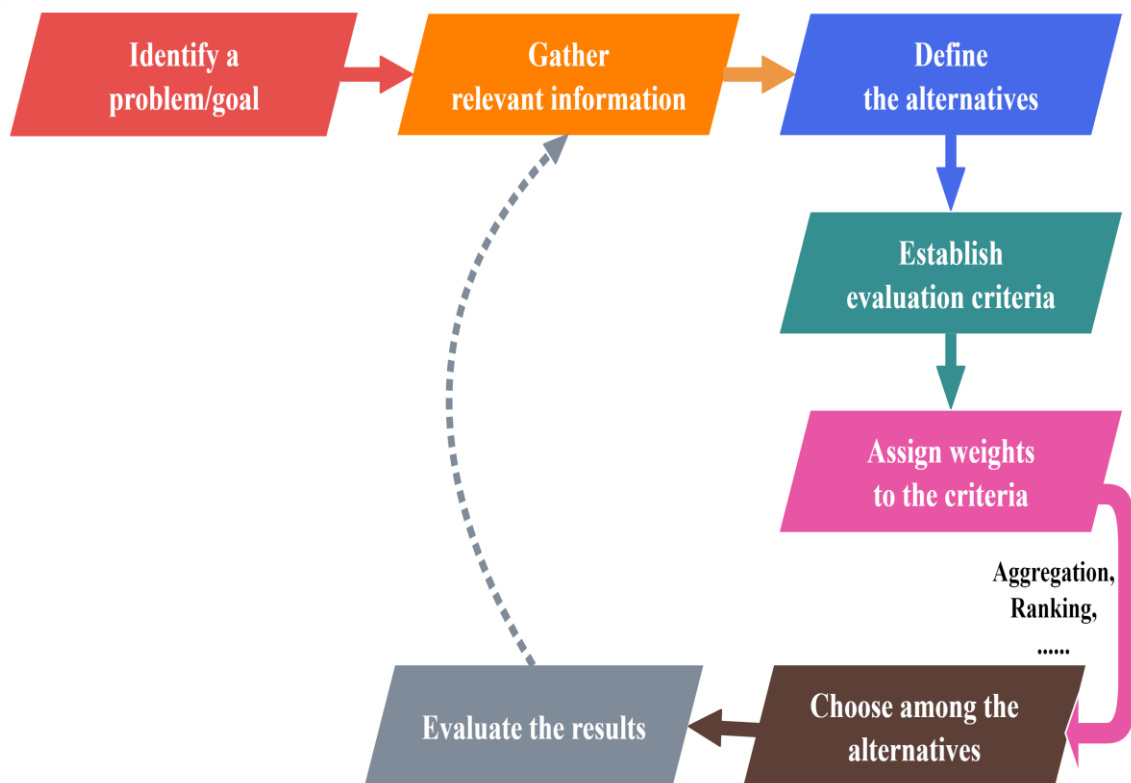 Identify a
problem/goal
Gather
relevant information
Define
the alternatives
Establish
evaluation criteria
Assign weights
to the criteria
Aggregation,
Ranking,
......
Choose among the
alternatives
Evaluate the results